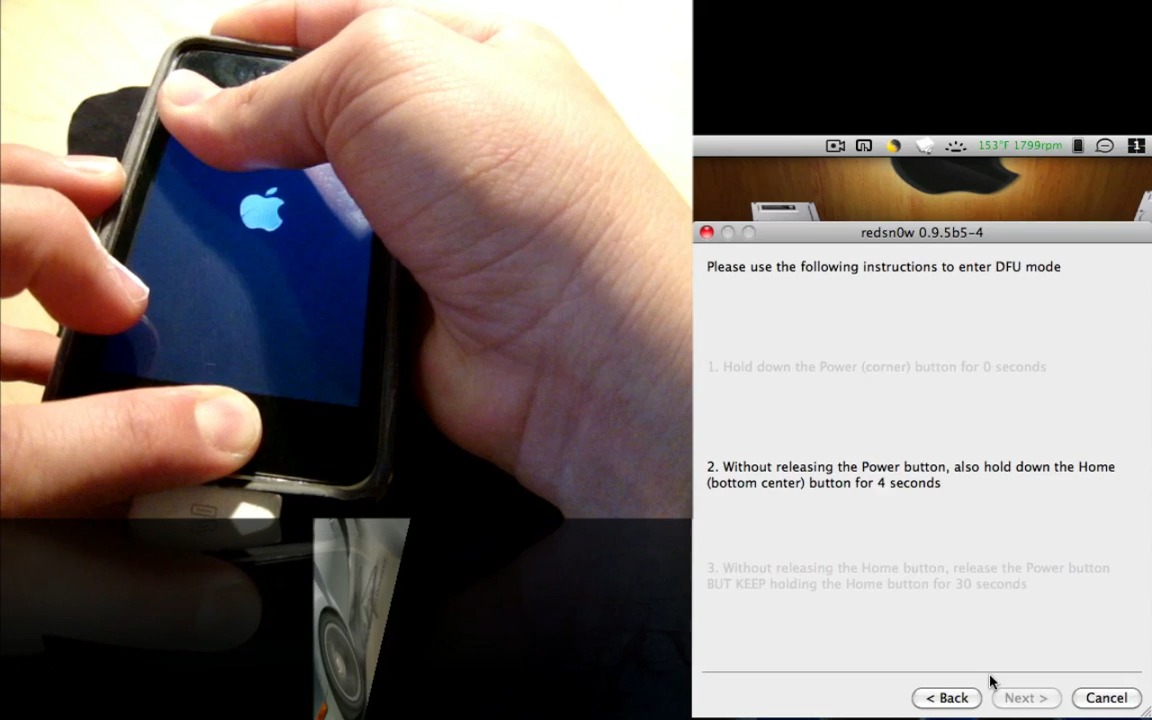 153°F 1799rpm
redsn0w 0.9.5b5-4
Please use the following instructions to enter DFU mode
1. Hold down the Power (corner) button for 0 seconds
2. Without releasing the Power button, also hold down the Home
(bottom center) button for 4 seconds
3. Without releasing the Home button, release the Power button
BUT KEEP holding the Home button for 30 seconds
< Back
Next >
Cancel